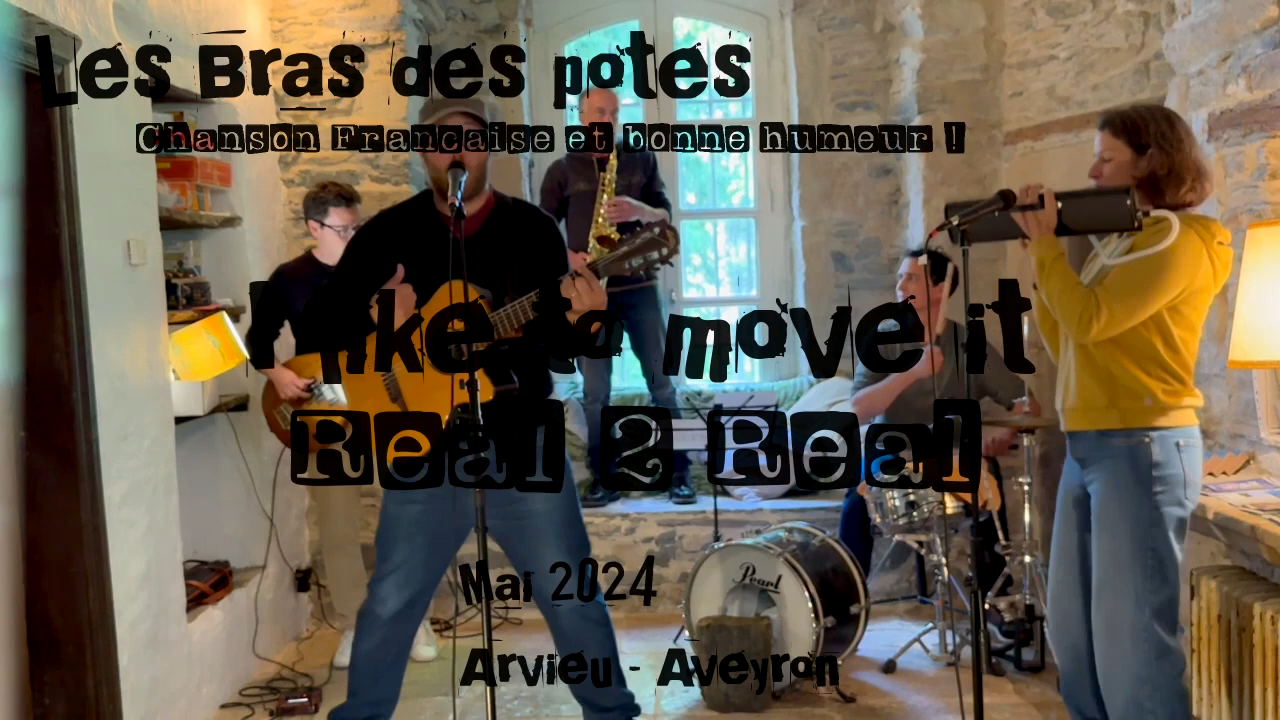 Les Bras des potes
Chanson Française et bonne humeur !
like to move it
Real 2 Real
Pearl
Mai 2024
Arvieu - Aveyron